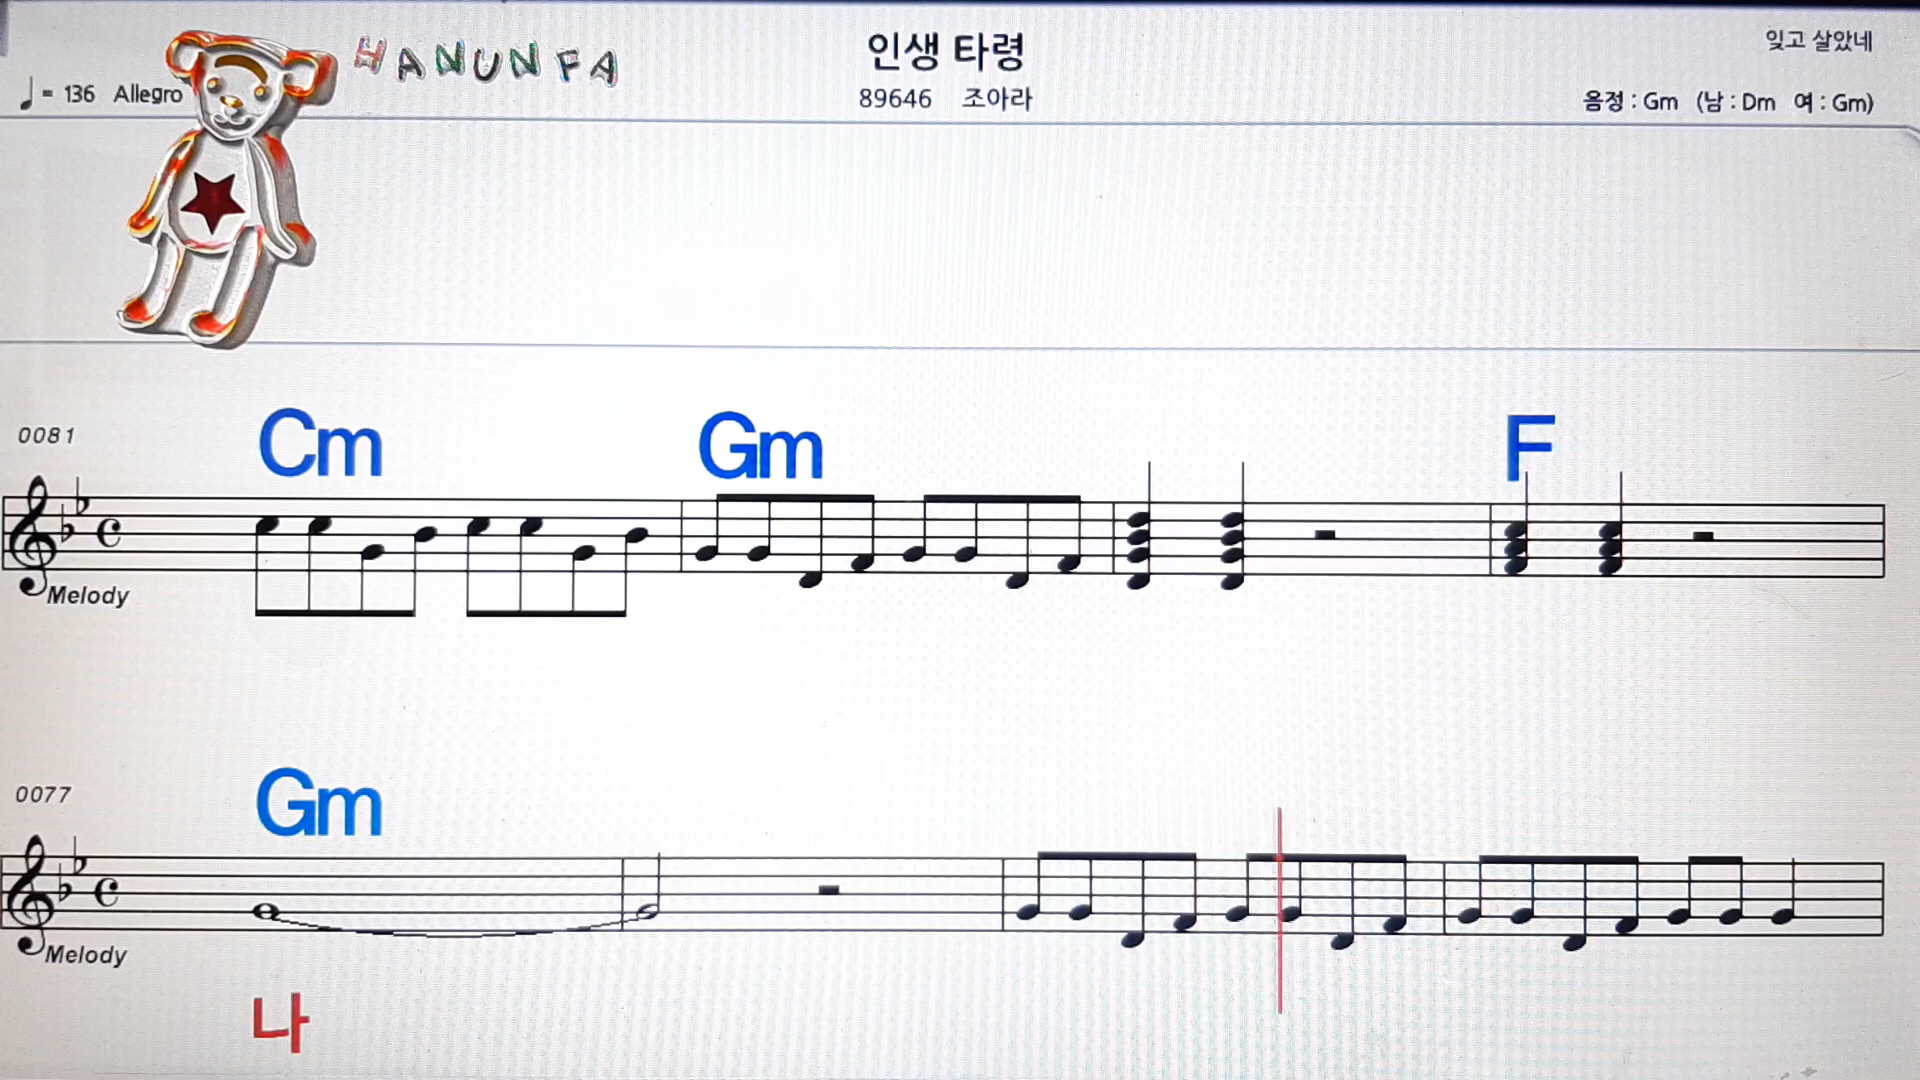 HANUNFA
인생 타령
잊고 살았네
♩= 136 Allegro
89646 조아라
음정 : Gm (남 : Dm 여 : Gm)
0081
Cm Gm F
Melody
0077
Gm
Melody
나